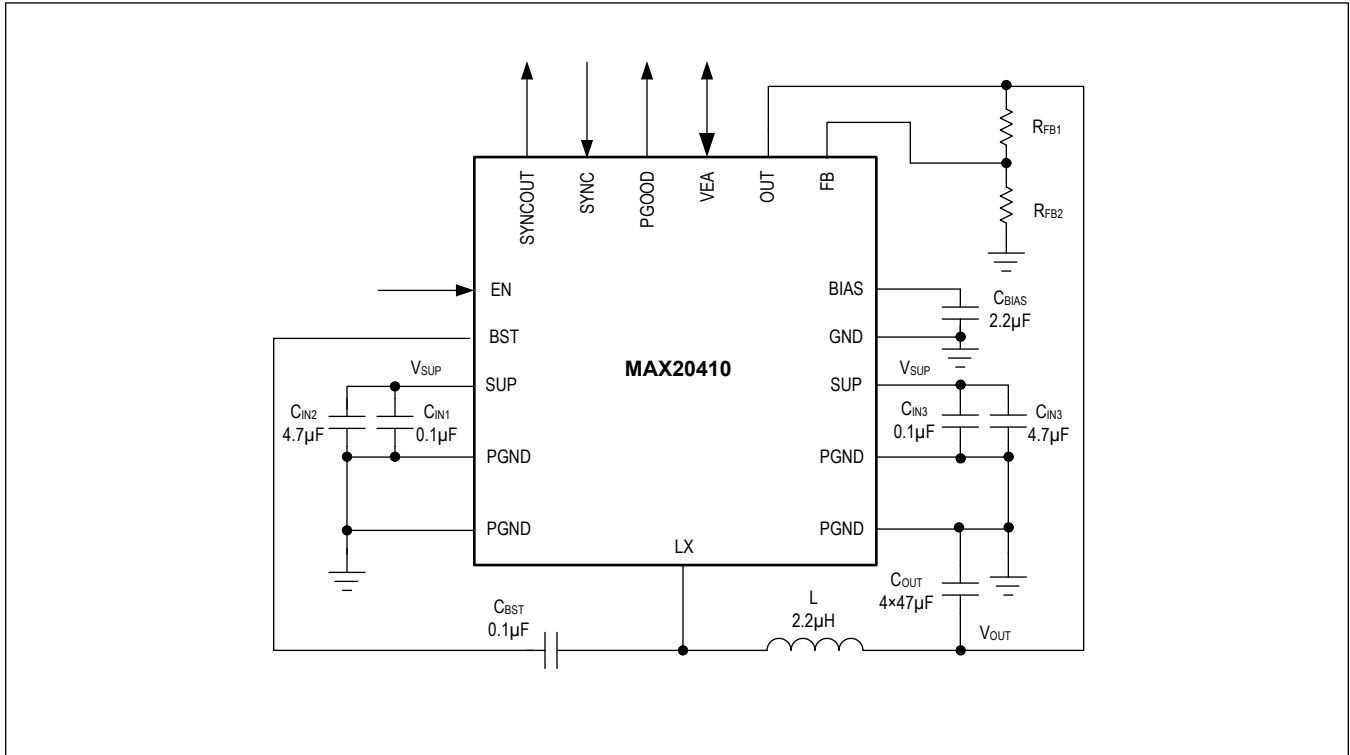 SYNCOUT
SYNC
PGOOD
VEA
OUT
FB
RFB1
RFB2
EN
BST
VSUP
SUP
CIN2
4.7µF
CIN1
0.1µF
PGND
PGND
MAX20410
BIAS
GND
SUP
PGND
PGND
CBIAS
2.2µF
VSUP
CIN3
0.1µF
CIN3
4.7µF
LX
CBST
0.1µF
L
2.2µH
COUT
4×47µF
VOUT